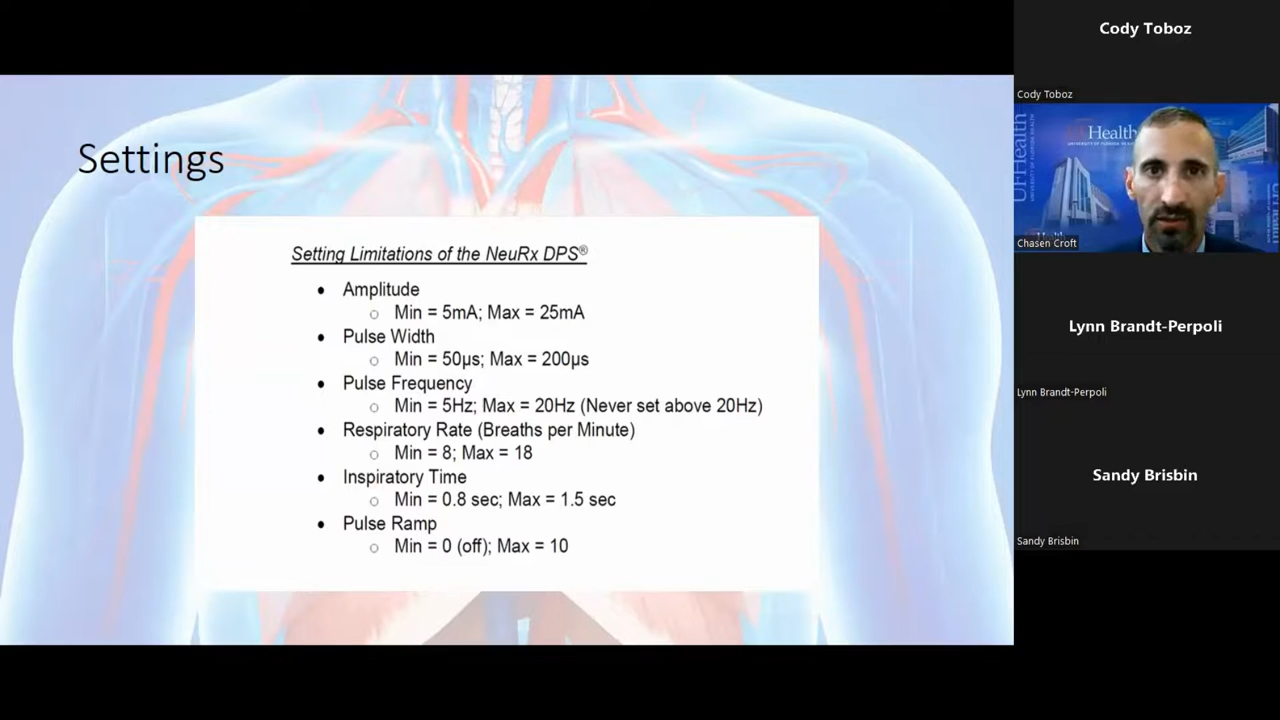 Settings
Setting Limitations of the NeuRx DPS®
• Amplitude
○ Min = 5mA; Max = 25mA
• Pulse Width
○ Min = 50µs; Max = 200µs
• Pulse Frequency
○ Min = 5Hz; Max = 20Hz (Never set above 20Hz)
• Respiratory Rate (Breaths per Minute)
○ Min = 8; Max = 18
• Inspiratory Time
○ Min = 0.8 sec; Max = 1.5 sec
• Pulse Ramp
○ Min = 0 (off); Max = 10
Cody Toboz
Cody Toboz
UFHealth
Health
Chasen Croft
Lynn Brandt-Perpoli
Lynn Brandt-Perpoli
Sandy Brisbin
Sandy Brisbin